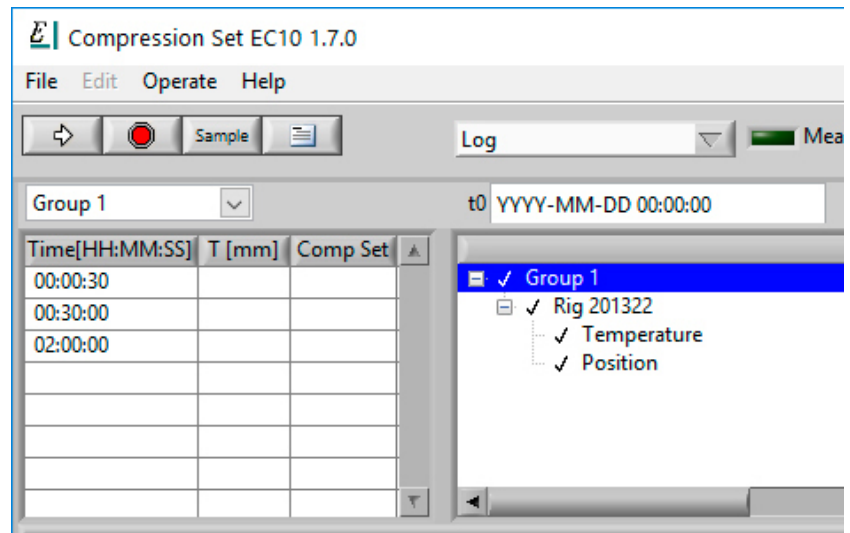 E Compression Set EC10 1.7.0
File Edit Operate Help
Sample
Log
Mea
Group 1
t0 YYYY-MM-DD 00:00:00
Time[HH:MM:SS] T [mm] Comp Set
00:00:30
00:30:00
02:00:00
Group 1
Rig 201322
Temperature
Position